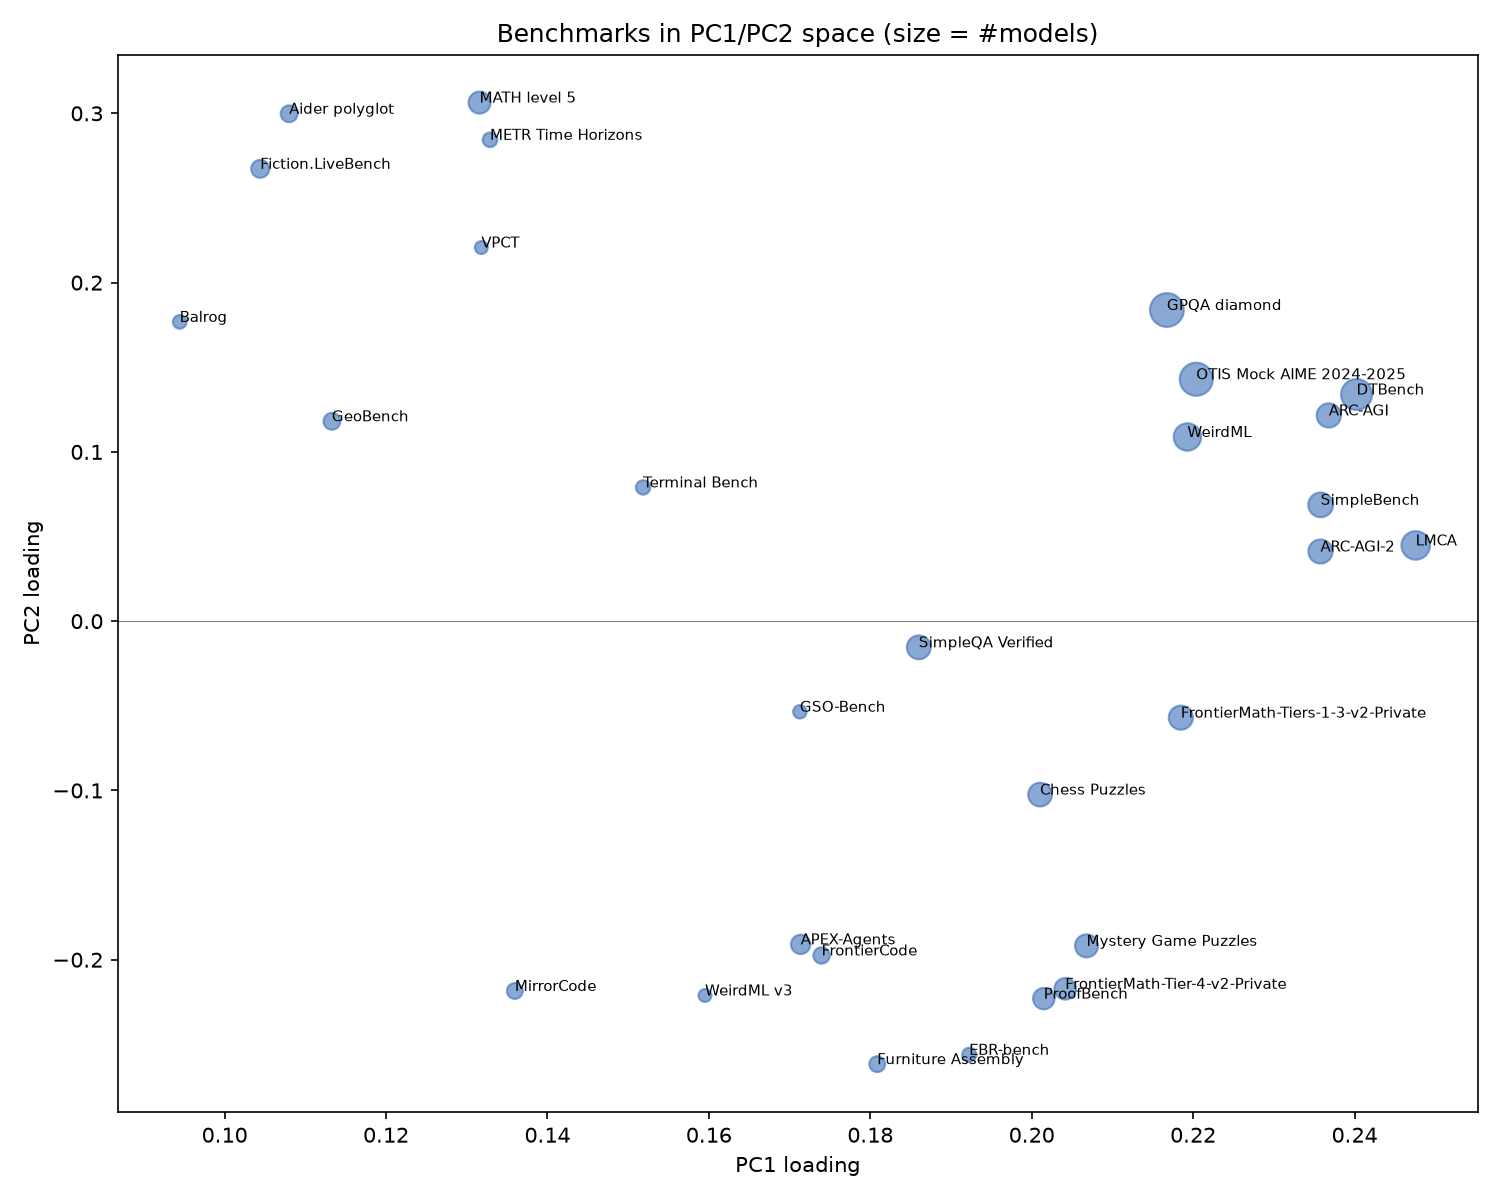 Benchmarks in PC1/PC2 space (size = #models)
MATH level 5
Aider polyglot
METR Time Horizons
Fiction.LiveBench
VPCT
Balrog
GPQA diamond
OTIS Mock AIME 2024-2025
DTBench
ARC-AGI
GeoBench
WeirdML
Terminal Bench
SimpleBench
LMCA
ARC-AGI-2
SimpleQA Verified
GSO-Bench
FrontierMath-Tiers-1-3-v2-Private
Chess Puzzles
APEX-Agents
Mystery Game Puzzles
FrontierCode
FrontierMath-Tier-4-v2-Private
MirrorCode
WeirdML v3
ProofBench
EBR-bench
Furniture Assembly
0.3
0.2
0.1
0.0
−0.1
−0.2
PC2 loading
0.10
0.12
0.14
0.16
0.18
0.20
0.22
0.24
PC1 loading